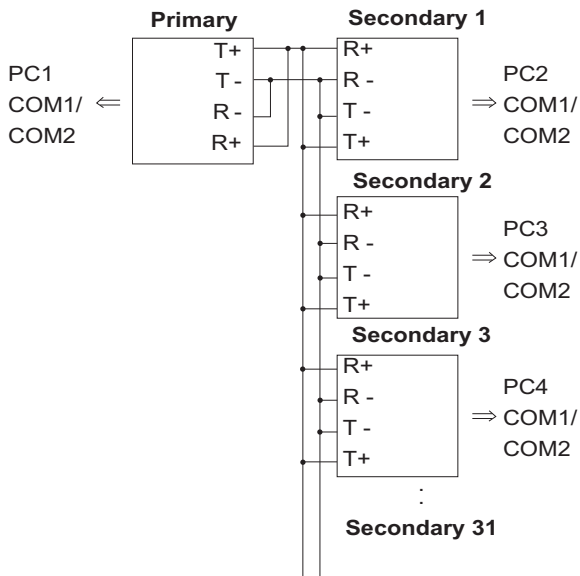 Primary
T+
T -
R -
R+
PC1
COM1/
COM2
⇐
Secondary 1
R+
R -
T -
T+
⇒
PC2
COM1/
COM2
Secondary 2
R+
R -
T -
T+
⇒
PC3
COM1/
COM2
Secondary 3
R+
R -
T -
T+
⇒
PC4
COM1/
COM2
⋮
Secondary 31